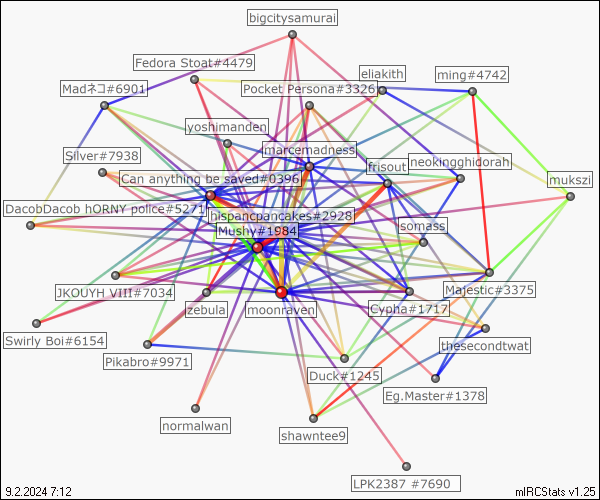 bigcitysamurai
Fedora Stoat#4479
eliakith
ming#4742
Madネコ#6901
Pocket Persona#3326
yoshimanden
marcemadness
Silver#7938
frisout
neokingghidorah
Can anything be saved#0396
mukszi
DacobDacob hORNY police#5271
hispancpancakes#2928
Mushy#1984
somass
JKOUYH VIII#7034
Majestic#3375
zebula
moonraven
Cypha#1717
Swirly Boi#6154
thesecondtwat
Pikabro#9971
Duck#1245
Eg.Master#1378
normalwan
shawntee9
LPK2387 #7690
9.2.2024 7:12
mIRCStats v1.25